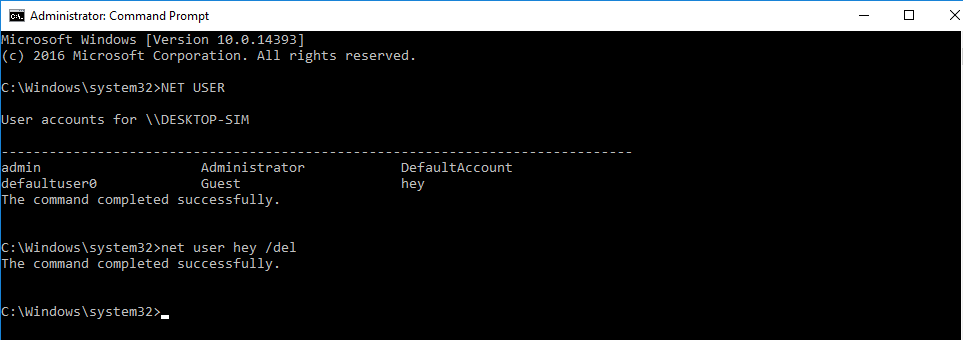 Administrator: Command Prompt
Microsoft Windows [Version 10.0.14393]
(c) 2016 Microsoft Corporation. All rights reserved.
C:\Windows\system32>NET USER
User accounts for \\DESKTOP-SIM
-------------------------------------------------------------------------------
admin                    Administrator            DefaultAccount
defaultuser0             Guest                    hey
The command completed successfully.
C:\Windows\system32>net user hey /del
The command completed successfully.
C:\Windows\system32>